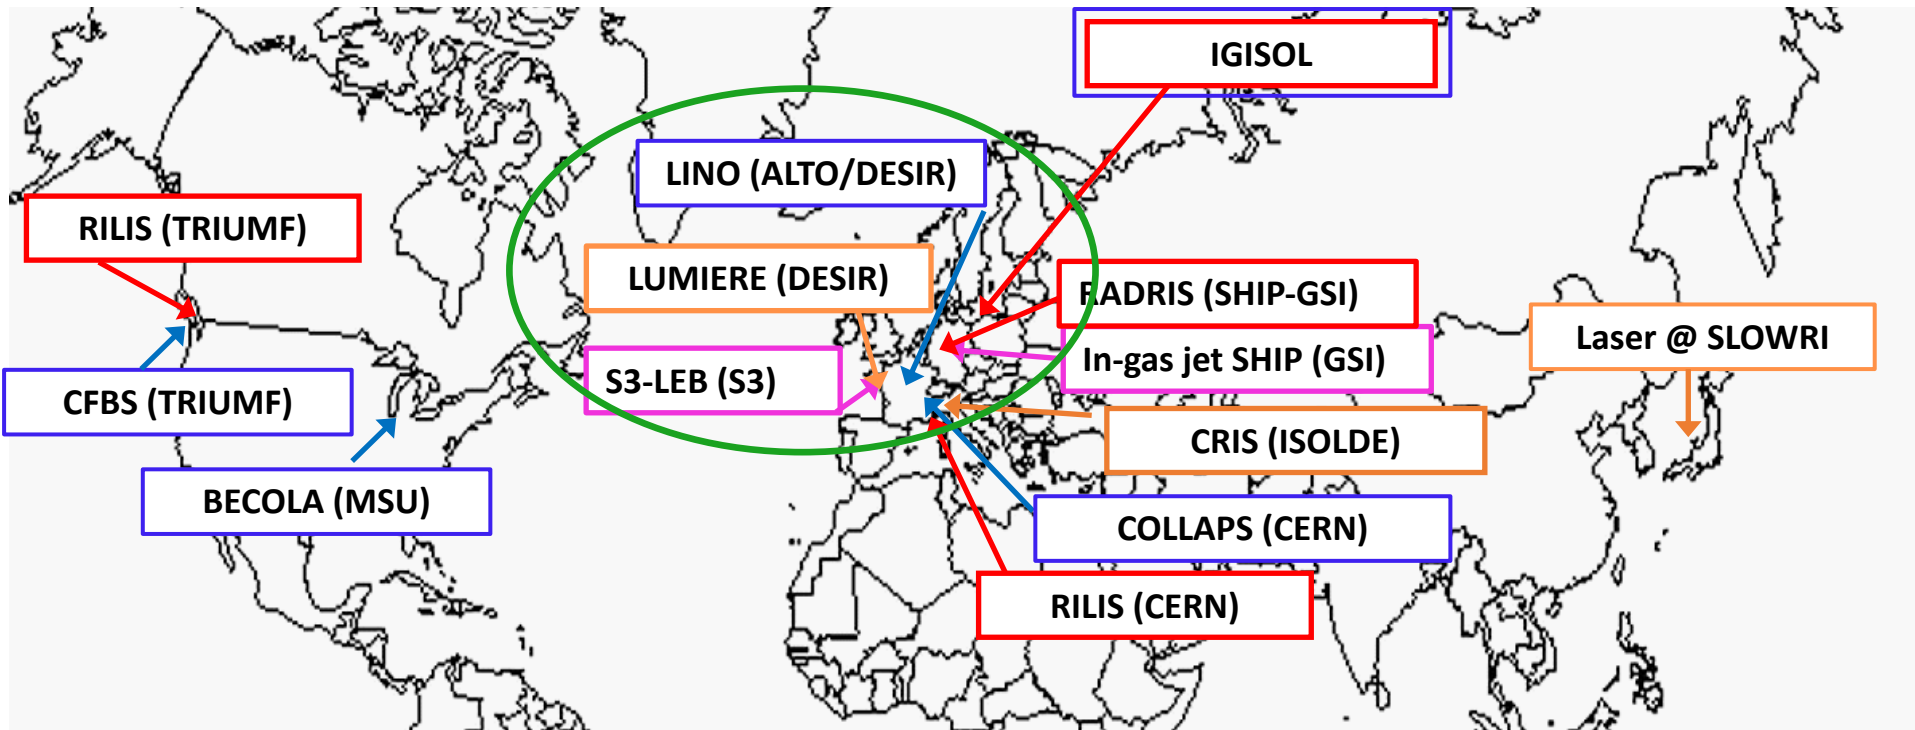 IGISOL
LINO (ALTO/DESIR)
RILIS (TRIUMF)
LUMIERE (DESIR)
RADRIS (SHIP-GSI)
Laser @ SLOWRI
In-gas jet SHIP (GSI)
S3-LEB (S3)
CFBS (TRIUMF)
CRIS (ISOLDE)
BECOLA (MSU)
COLLAPS (CERN)
RILIS (CERN)